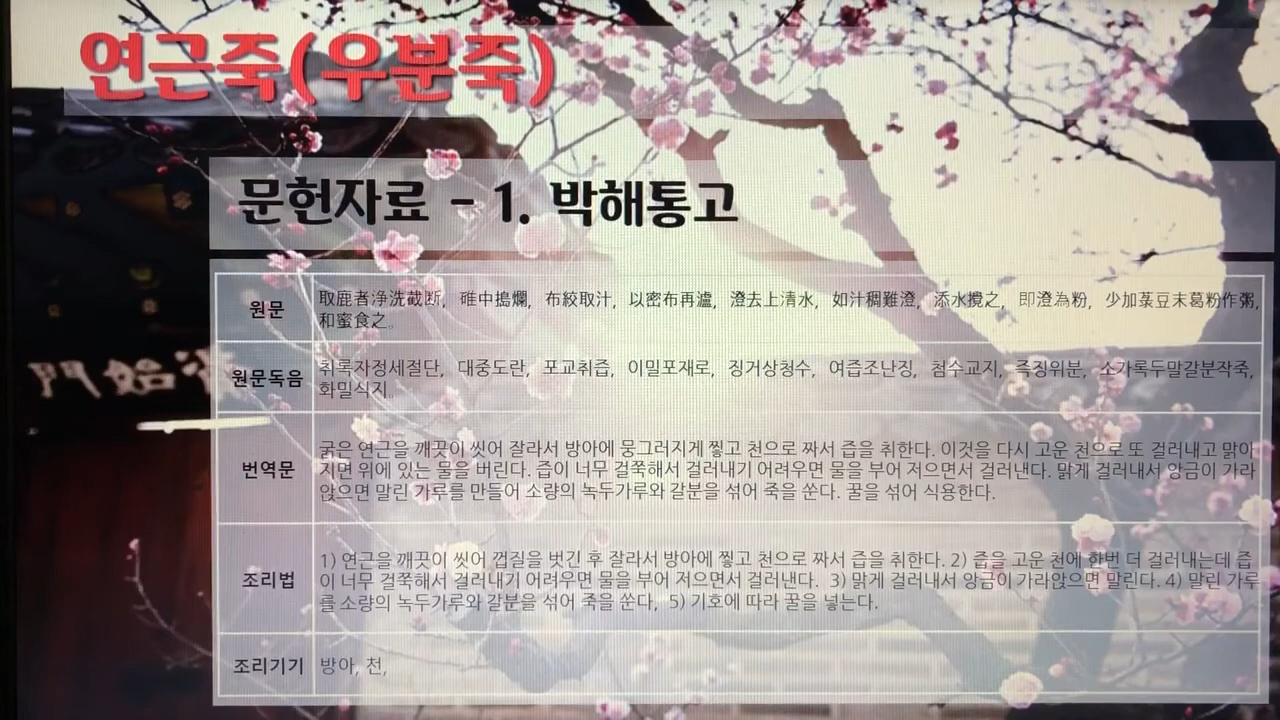 연근죽(우분죽)
문헌자료 - 1. 박해통고
원문
取鹿者净洗截断, 碓中搗爛, 布絞取汁, 以密布再濾, 澄去上清水, 如汁稠難澄, 添水攪之, 即澄為粉, 少加菉豆末葛粉作粥,
和蜜食之.
원문독음
취록자정세절단, 대중도란, 포교취즙, 이밀포재로, 징거상청수, 여즙조난징, 첨수교지, 즉징위분, 소가록두말갈분작죽,
화밀식지.
번역문
굵은 연근을 깨끗이 씻어 잘라서 방아에 뭉그러지게 찧고 천으로 짜서 즙을 취한다. 이것을 다시 고운 천으로 또 걸러내고 맑아
지면 위에 있는 물을 버린다. 즙이 너무 걸쭉해서 걸러내기 어려우면 물을 부어 저으면서 걸러낸다. 맑게 걸러내서 앙금이 가라
앉으면 말린 가루를 만들어 소량의 녹두가루와 갈분을 섞어 죽을 쑨다. 꿀을 섞어 식용한다.
조리법
1) 연근을 깨끗이 씻어 껍질을 벗긴 후 잘라서 방아에 찧고 천으로 짜서 즙을 취한다. 2) 즙을 고운 천에 한번 더 걸러내는데 즙
이 너무 걸쭉해서 걸러내기 어려우면 물을 부어 저으면서 걸러낸다. 3) 맑게 걸러내서 앙금이 가라앉으면 말린다. 4) 말린 가루
를 소량의 녹두가루와 갈분을 섞어 죽을 쑨다, 5) 기호에 따라 꿀을 넣는다.
조리기기
방아, 천,